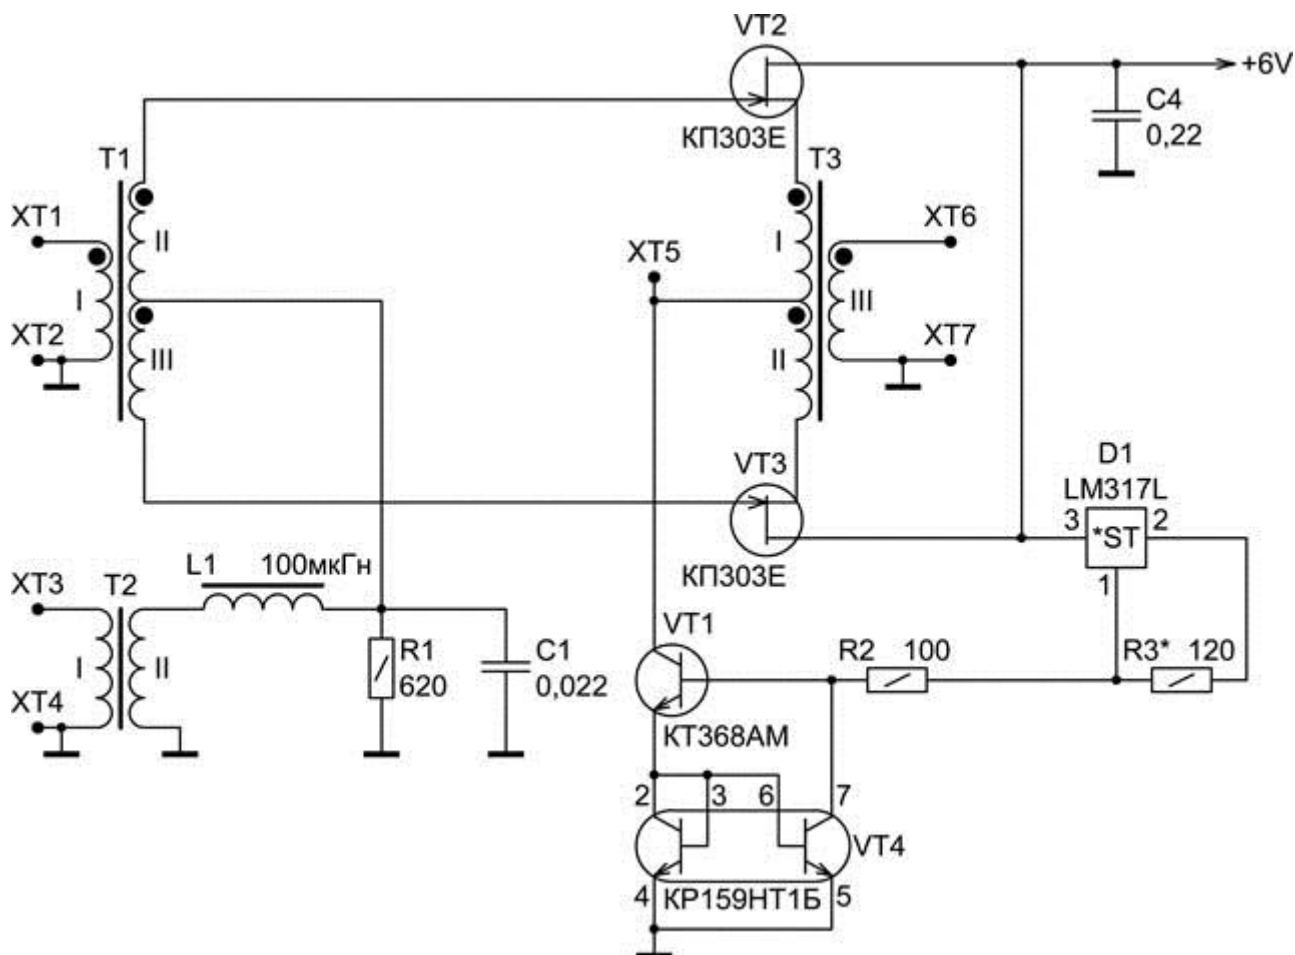 VT2
+6V
C4
0,22
КП303Е
T1
T3
XT1
II
I
XT6
XT5
I
III
XT2
III
II
XT7
VT3
D1
LM317L
3 *ST 2
1
КП303Е
L1 100мкГн
XT3
T2
VT1
R1
620
C1
0,022
R2 100
R3* 120
I
II
XT4
КТ368АМ
2 3 6 7
VT4
4 КР159НТ1Б 5